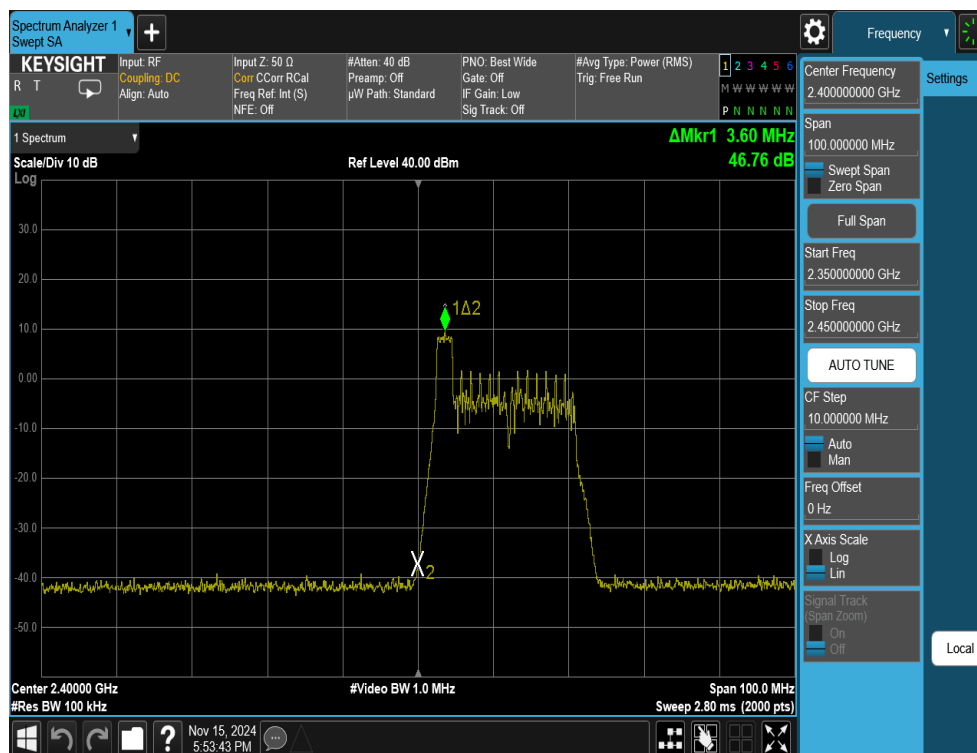 Spectrum Analyzer 1
Swept SA
+
Frequency
KEYSIGHT
R T
LXI
Input: RF
Coupling: DC
Align: Auto
Input Z: 50 Ω
Corr CCorr RCal
Freq Ref: Int (S)
NFE: Off
#Atten: 40 dB
Preamp: Off
µW Path: Standard
PNO: Best Wide
Gate: Off
IF Gain: Low
Sig Track: Off
#Avg Type: Power (RMS)
Trig: Free Run
1 2 3 4 5 6
M W W W W W
P N N N N N
1 Spectrum
Scale/Div 10 dB
Log
Ref Level 40.00 dBm
ΔMkr1 3.60 MHz
46.76 dB
30.0
20.0
10.0
0.00
-10.0
-20.0
-30.0
-40.0
-50.0
1Δ2
X2
Center 2.40000 GHz
#Res BW 100 kHz
#Video BW 1.0 MHz
Span 100.0 MHz
Sweep 2.80 ms (2000 pts)
Center Frequency
2.400000000 GHz
Span
100.000000 MHz
Swept Span
Zero Span
Full Span
Start Freq
2.350000000 GHz
Stop Freq
2.450000000 GHz
AUTO TUNE
CF Step
10.000000 MHz
Auto
Man
Freq Offset
0 Hz
X Axis Scale
Log
Lin
Signal Track
(Span Zoom)
On
Off
Settings
Local
?
Nov 15, 2024
5:53:43 PM